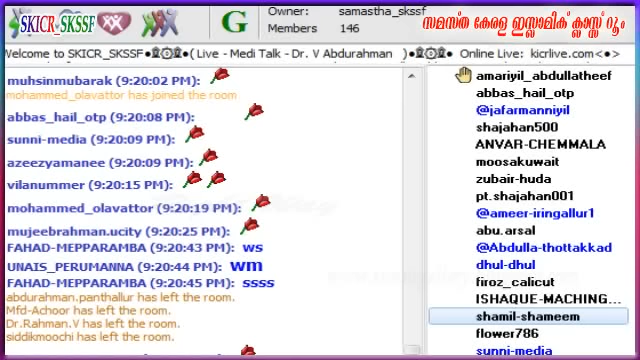 SKICR_SKSSF
G
Owner: samastha_skssf
Members 146
സമസ്ത കേരള ഇസ്ലാമിക് ക്ലാസ്സ് റൂം
Welcome to SKICR_SKSSF•۩۞۩•( Live - Medi Talk - Dr. V Abdurahman )•۩۞۩• Online Live: kicrlive.com <
muhsinmubarak (9:20:02 PM):
mohammed_olavattor has joined the room
abbas_hail_otp (9:20:08 PM):
sunni-media (9:20:09 PM):
azeezyamanee (9:20:09 PM):
vilanummer (9:20:15 PM):
mohammed_olavattor (9:20:19 PM):
mujeebrahman.ucity (9:20:25 PM):
FAHAD-MEPPARAMBA (9:20:43 PM): ws
UNAIS_PERUMANNA (9:20:44 PM): wm
FAHAD-MEPPARAMBA (9:20:45 PM): ssss
abdurahman.panthallur has left the room.
Mfd-Achoor has left the room.
Dr.Rahman.V has left the room.
siddikmoochi has left the room.
amariyil_abdullatheef
abbas_hail_otp
@jafarmanniyil
shajahan500
ANVAR-CHEMMALA
moosakuwait
zubair-huda
pt.shajahan001
@ameer-iringallur1
abu.arsal
@Abdulla-thottakkad
dhul-dhul
firoz_calicut
ISHAQUE-MACHING...
shamil-shameem
flower786
sunni-media